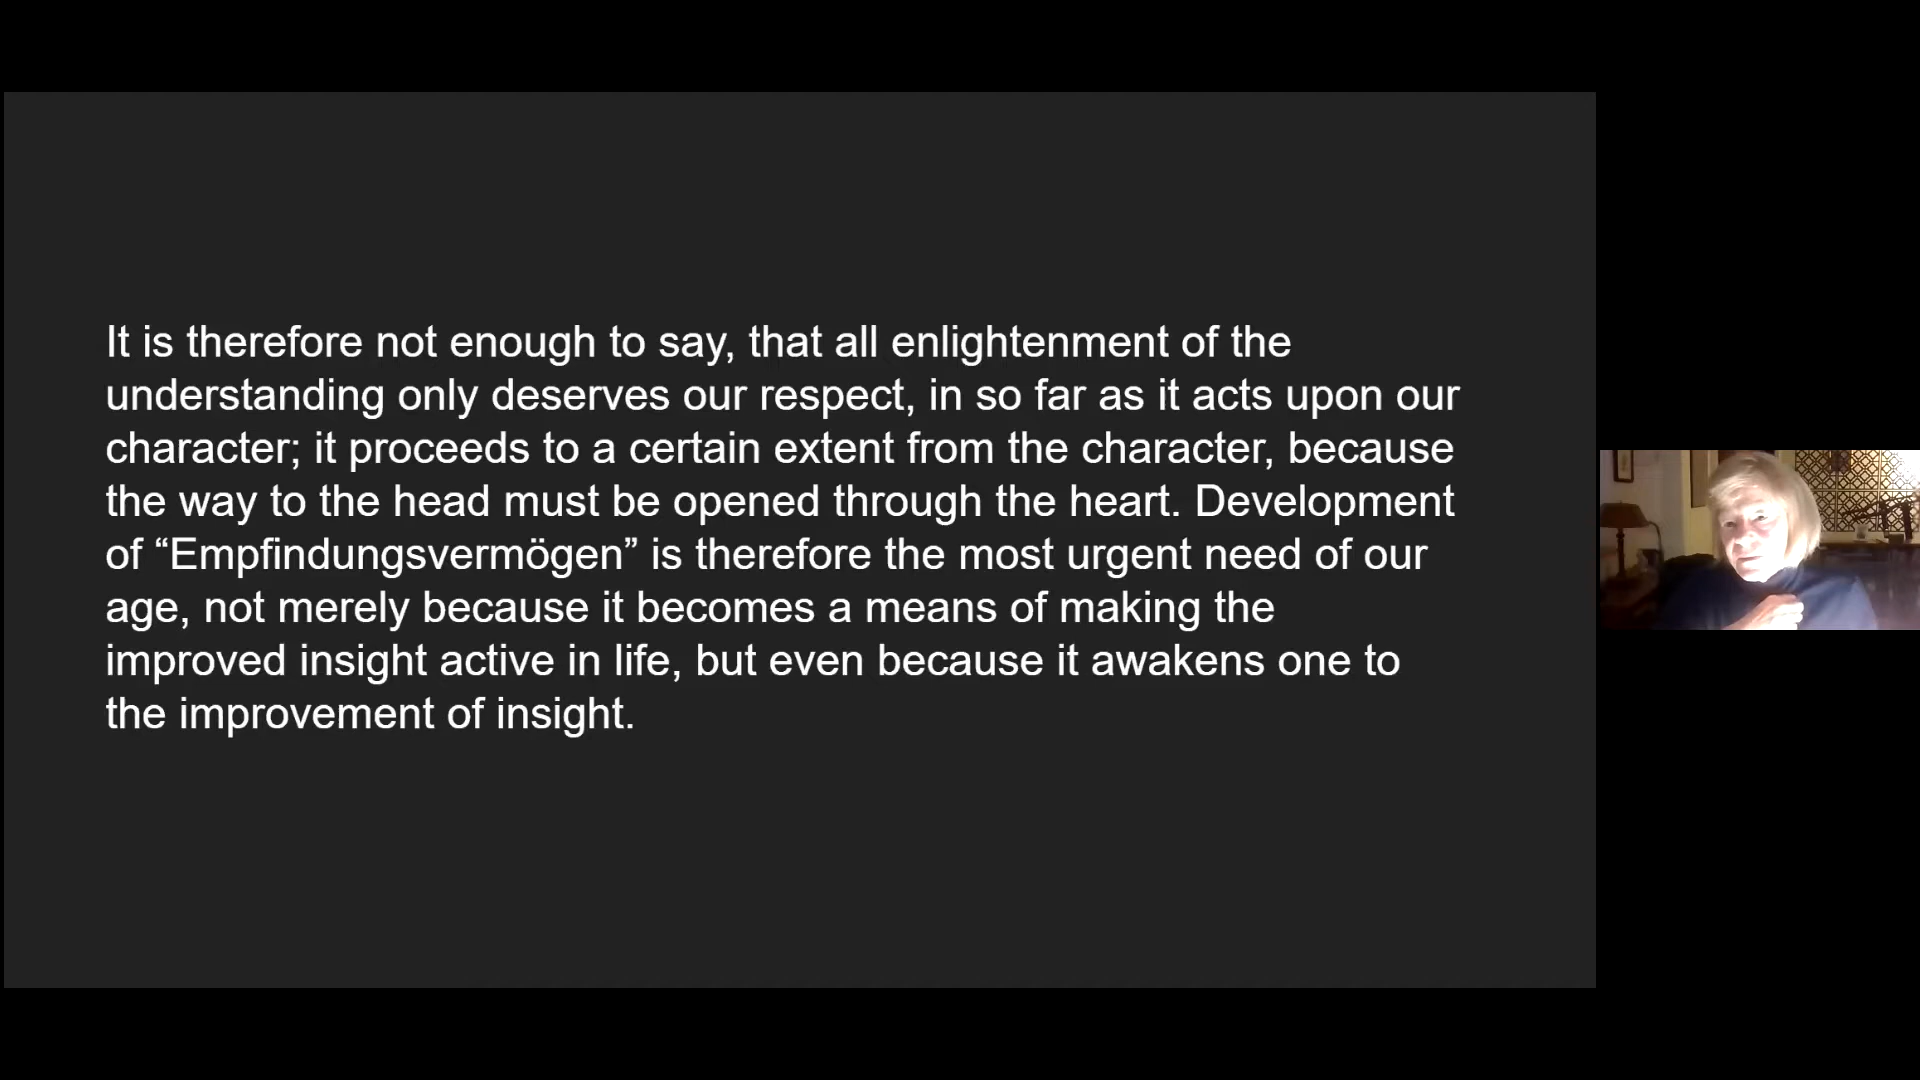 It is therefore not enough to say, that all enlightenment of the
understanding only deserves our respect, in so far as it acts upon our
character; it proceeds to a certain extent from the character, because
the way to the head must be opened through the heart. Development
of “Empfindungsvermögen” is therefore the most urgent need of our
age, not merely because it becomes a means of making the
improved insight active in life, but even because it awakens one to
the improvement of insight.